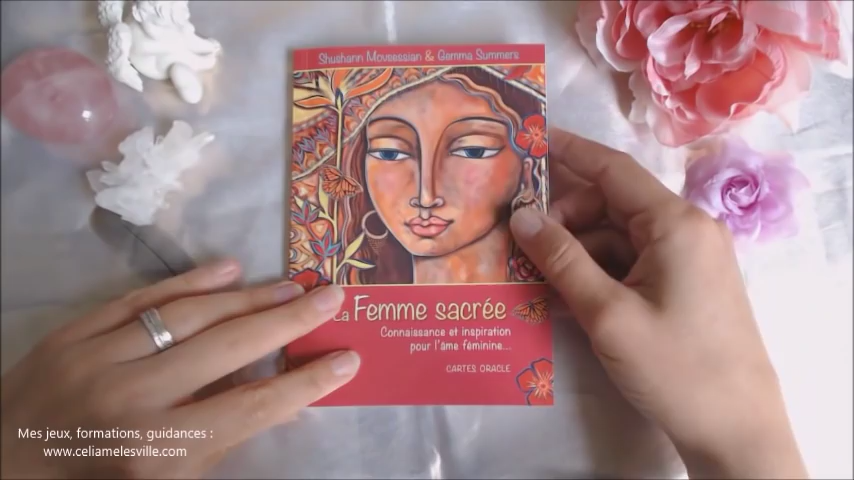 Shushann Movsessian & Gemma Summers
La Femme sacrée
Connaissance et inspiration
pour l'âme féminine...
CARTES ORACLE
Mes jeux, formations, guidances :
www.celiamelesville.com